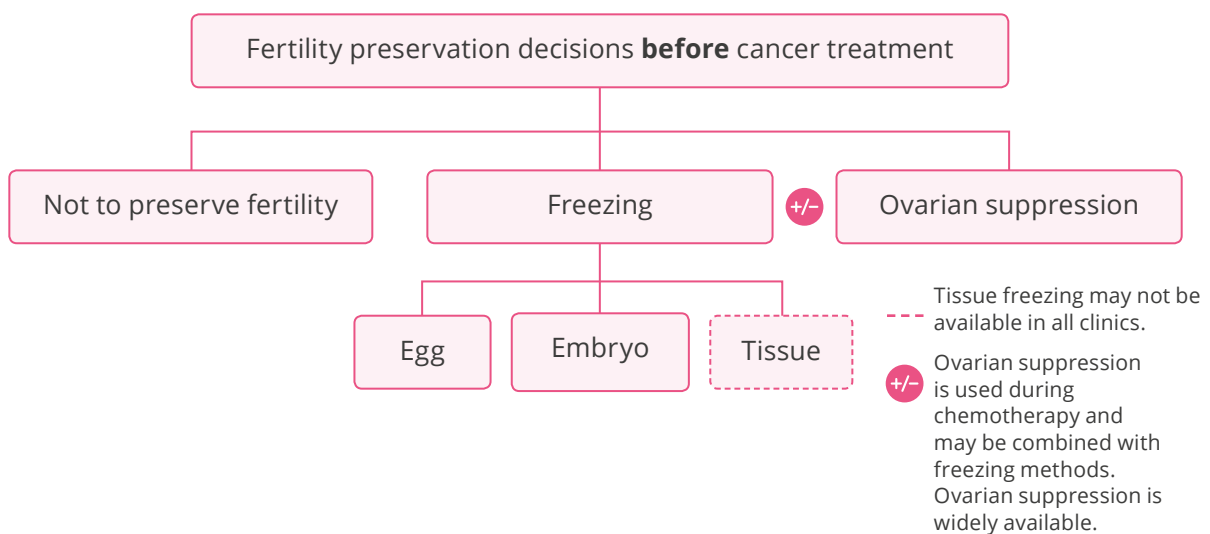 Fertility preservation decisions before cancer treatment
Not to preserve fertility
Freezing
+/−
Ovarian suppression
Egg
Embryo
Tissue
Tissue freezing may not be
available in all clinics.
+/−
Ovarian suppression
is used during
chemotherapy and
may be combined with
freezing methods.
Ovarian suppression is
widely available.